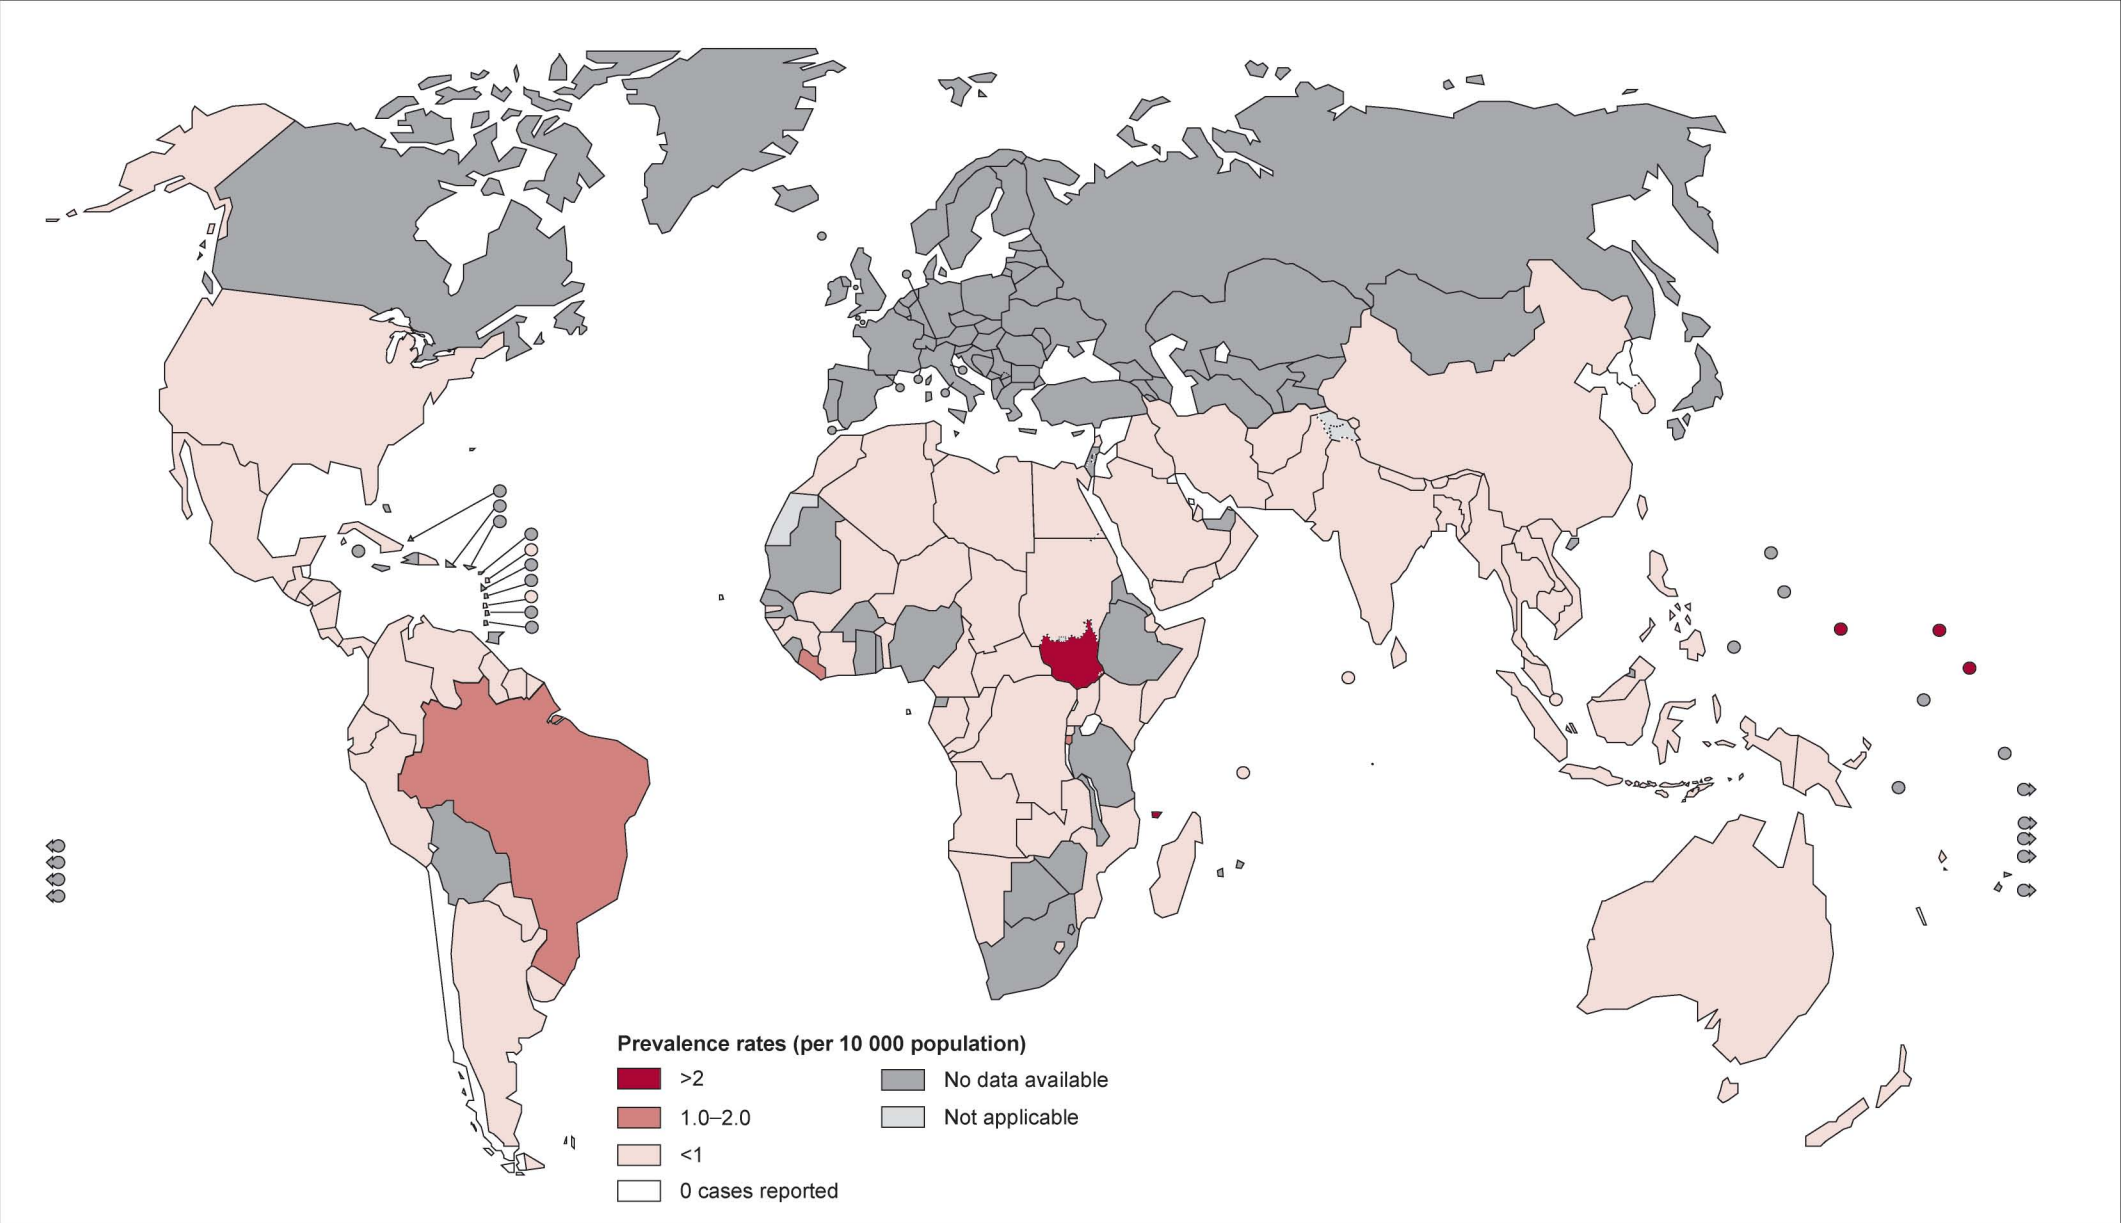 Prevalence rates (per 10 000 population)
>2
1.0–2.0
<1
0 cases reported
No data available
Not applicable